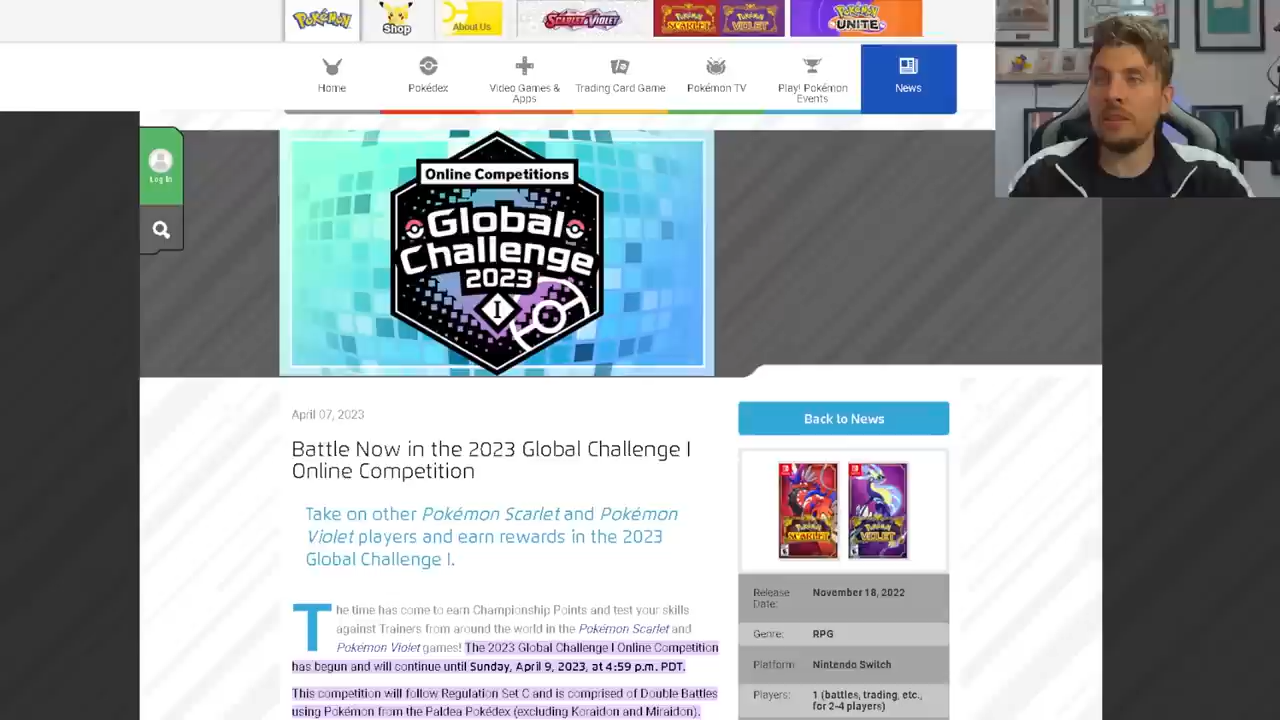 Pokémon
Shop
About Us
SCARLET & VIOLET
Pokémon
SCARLET
Pokémon
VIOLET
Pokémon
UNITE
Home
Pokédex
Video Games &
Apps
Trading Card Game
Pokémon TV
Play! Pokémon
Events
News
Log In
Online Competitions
Global
Challenge
2023
I
April 07, 2023
Back to News
Battle Now in the 2023 Global Challenge I
Online Competition
Take on other Pokémon Scarlet and Pokémon
Violet players and earn rewards in the 2023
Global Challenge I.
Pokémon
SCARLET
Pokémon
VIOLET
Release
Date:
November 18, 2022
Genre:
RPG
Platform
Nintendo Switch
Players:
1 (battles, trading, etc.,
for 2-4 players)
The time has come to earn Championship Points and test your skills
against Trainers from around the world in the Pokémon Scarlet and
Pokémon Violet games! The 2023 Global Challenge I Online Competition
has begun and will continue until Sunday, April 9, 2023, at 4:59 p.m. PDT.
This competition will follow Regulation Set C and is comprised of Double Battles
using Pokémon from the Paldea Pokédex (excluding Koraidon and Miraidon).